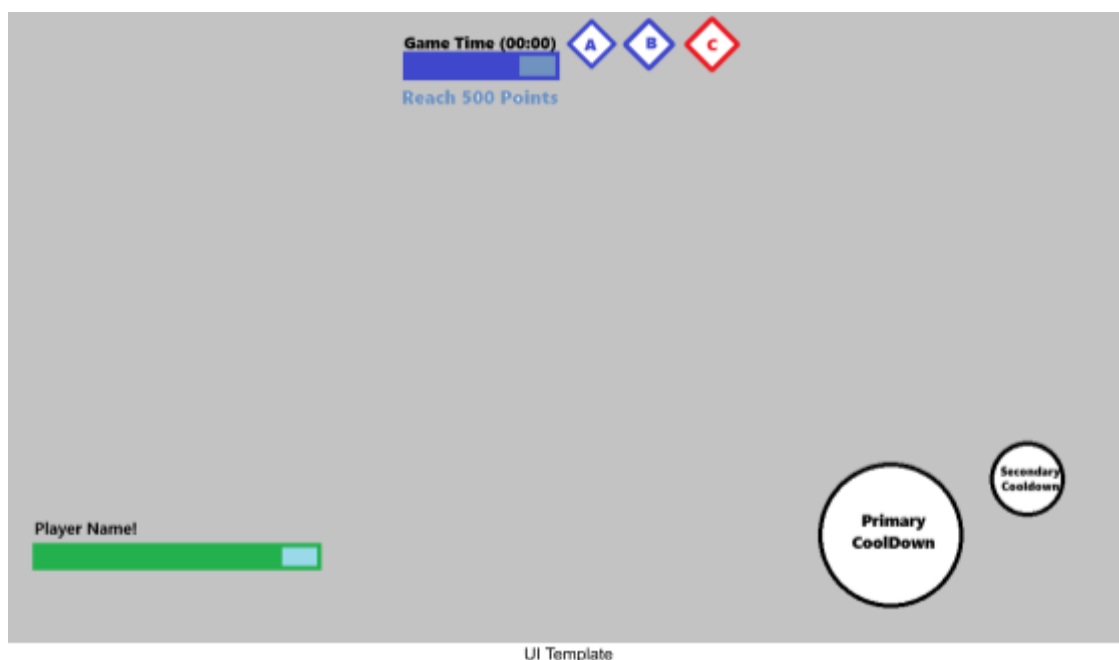 Game Time (00:00)
A
B
C
Reach 500 Points
Secondary
Cooldown
Primary
CoolDown
Player Name!
UI Template